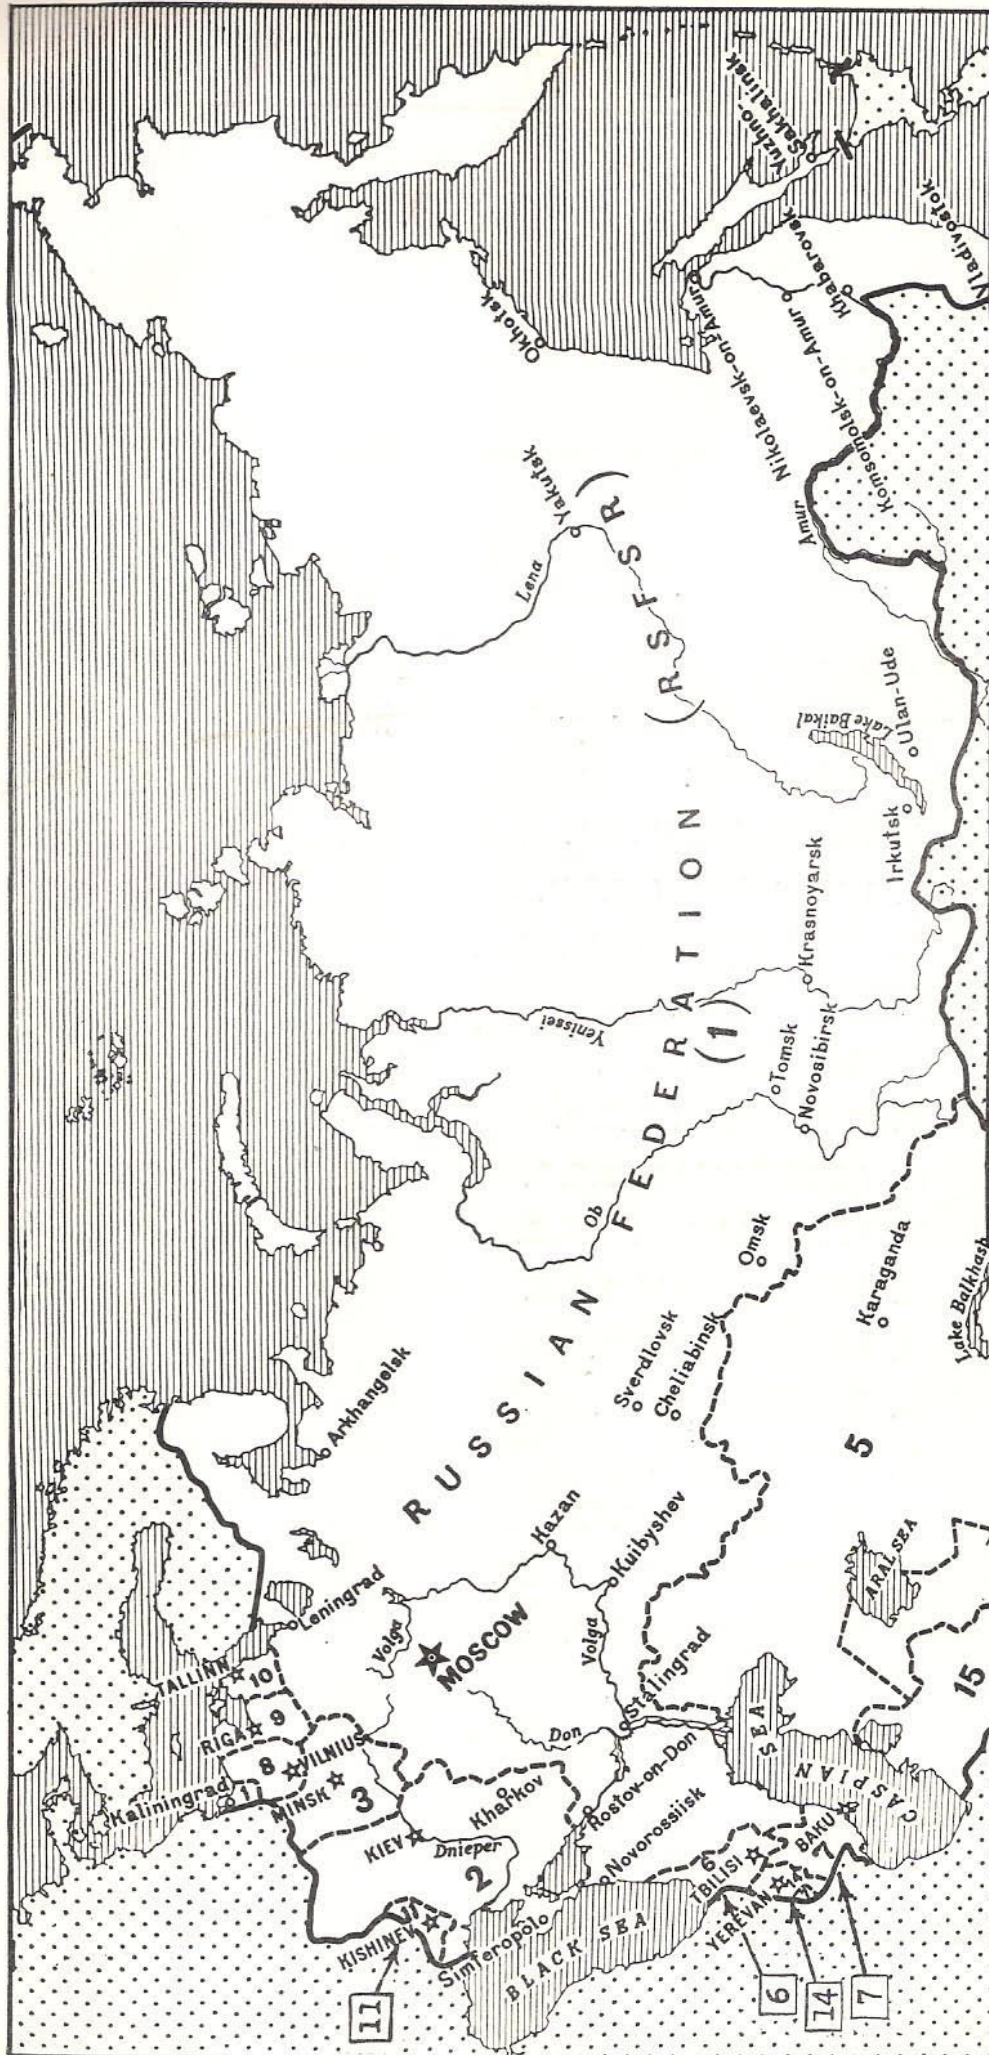 RUSSIAN FEDERATION
(RSFSR)
(1)
TALLINN
10
RIGA
9
8
VILNIUS
Kaliningrad
1
MINSK
3
KIEV
Dnieper
2
Kharkov
KISHINEV
11
Simferopol
BLACK SEA
Novorossiisk
Rostov-on-Don
Don
Stalingrad
Volga
Volga
MOSCOW
Leningrad
Arkhangelsk
Kazan
Kuibyshev
Sverdlovsk
Cheliabinsk
Omsk
Ob
Tomsk
Novosibirsk
Yenissei
Krasnoyarsk
Irkutsk
Lake Baikal
Ulan-Ude
Lena
Yakutsk
Okhotsk
Amur
Nikolaevsk-on-Amur
Komsomolsk-on-Amur
Khabarovsk
Vladivostok
Yuzhno-
Sakhalinsk
Karaganda
Lake Balkhash
5
ARAL SEA
15
CASPIAN
SEA
BAKU
7
TBILISI
6
YEREVAN
14
7
6
14
7
11